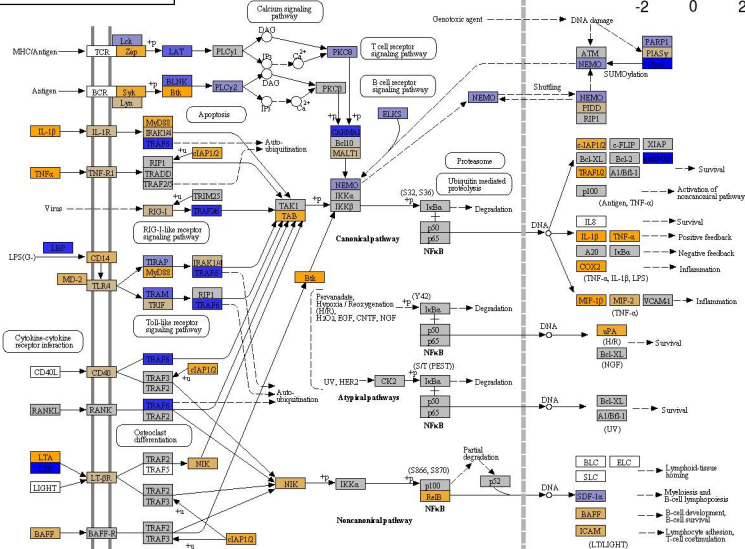 -2 0 2
Calcium signaling
pathway
Genotoxic agent
DNA damage
DAG
IP3
Ca2+
MHC/Antigen
TCR
Lck
Zap
+p
LAT
PLCγ1
PKCθ
T cell receptor
signaling pathway
ATM
NEMO
PARP1
PIASy
SUMOylation
DAG
IP3
Ca2+
Antigen
BCR
Syk
Lyn
+p
BLNK
Btk
PLCγ2
PKCβ
B cell receptor
signaling pathway
Shuttling
NEMO
NEMO
PIDD
RIP1
ELKS
Apoptosis
+p
+p
IL-1β
IL-1R
MyD88
IRAK1/4
TRAF6
CARMA1
Bcl10
MALT1
+u
cIAP1/2
Auto-
ubiquitination
TNFα
TNF-R1
RIP1
TRADD
TRAF2/5
Proteasome
Ubiquitin mediated
proteolysis
c-IAP1/2
c-FLIP
XIAP
Bcl-XL
Bcl-2
TRAF1/2
A1/Bfl-1
Survival
p100
Activation of
noncanonical pathway
(Antigen, TNF-α)
Virus
RIG-I
+u
TRIM25
TRAF2/6
TAK1
TAB
+p
NEMO
IKKα
IKKβ
(S32, S36)
+p
IκBα
Degradation
p50
p65
NFκB
Canonical pathway
RIG-I-like receptor
signaling pathway
DNA
IL8
Survival
IL-1β
TNF-α
Positive feedback
A20
IκBα
Negative feedback
COX2
Inflammation
(TNF-α, IL-1β, LPS)
MIP-1β
MIP-2
VCAM-1
Inflammation
(TNF-α)
LPS(G-)
LBP
CD14
MD-2
TLR4
TIRAP
MyD88
IRAK1/4
TRAF6
TRAM
TRIF
RIP1
TRAF6
Toll-like receptor
signaling pathway
Btk
Pervanadate,
Hypoxia / Reoxygenation
(H/R)
H2O2, EGF, CNTF, NGF
(Y42)
+p
IκBα
Degradation
p50
p65
NFκB
DNA
uPA
(H/R)
Bcl-XL
(NGF)
Survival
Cytokine-cytokine
receptor interaction
CD40L
CD40
TRAF6
TRAF3
TRAF2
+u
cIAP1/2
UV, HER2
CK2
+p
(S/T (PEST))
IκBα
Degradation
Atypical pathways
p50
p65
NFκB
DNA
Bcl-XL
A1/Bfl-1
(UV)
Survival
Auto-
ubiquitination
RANKL
RANK
TRAF6
TRAF2
Osteoclast
differentiation
LTA
LIGHT
LT-βR
TRAF2
TRAF5
NIK
TRAF2
TRAF3
+u
NIK
+p
IKKα
+p
(S866, S870)
p100
RelB
NFκB
Partial
degradation
p52
DNA
Noncanonical pathway
BAFF
BAFF-R
TRAF2
TRAF3
+u
cIAP1/2
BLC
ELC
SLC
Lymphoid-tissue
homing
SDF-1α
Myeloiesis and
B-cell lymphopoiesis
BAFF
B-cell development,
B-cell survival
ICAM
Lymphocyte adhesion,
T-cell costimulation
(LT/LIGHT)